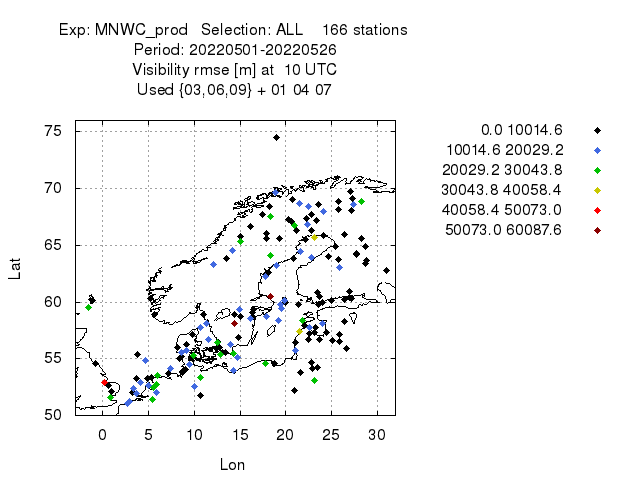 Exp: MNWC_prod Selection: ALL 166 stations
Period: 20220501-20220526
Visibility rmse [m] at 10 UTC
Used {03,06,09} + 01 04 07
75
70
65
60
55
50
Lat
0 5 10 15 20 25 30
Lon
0.0 10014.6
10014.6 20029.2
20029.2 30043.8
30043.8 40058.4
40058.4 50073.0
50073.0 60087.6